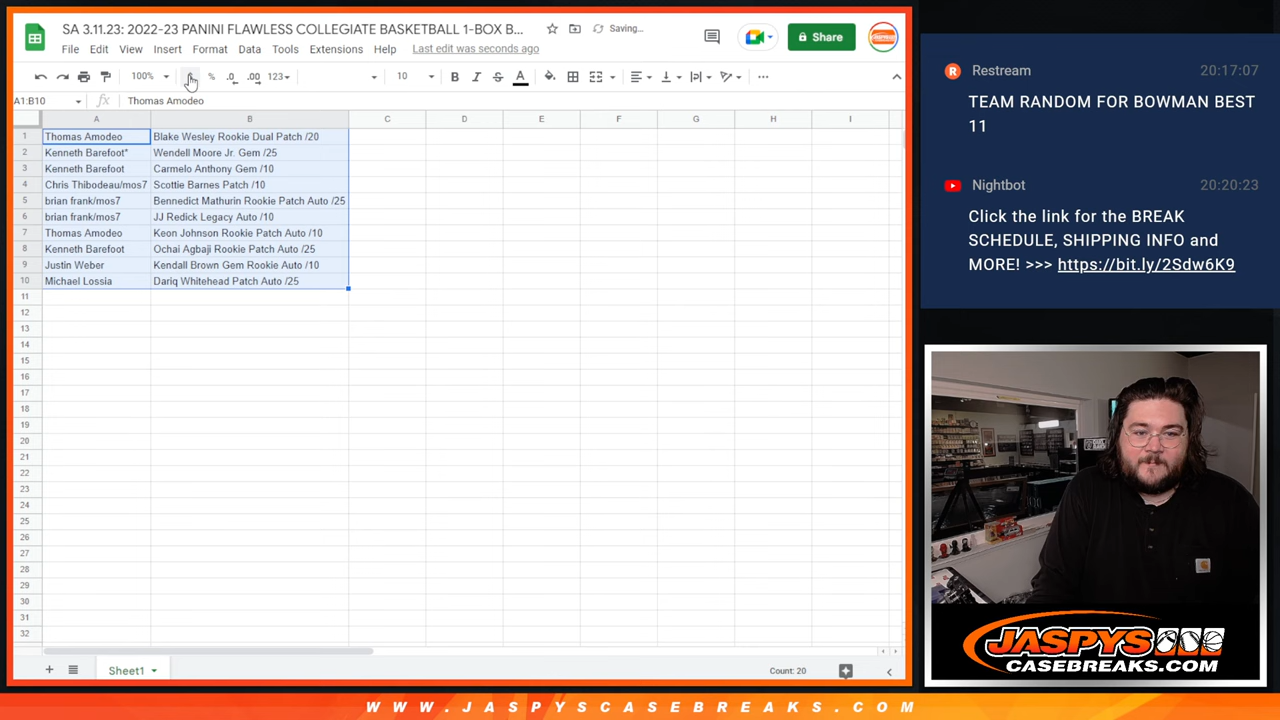 SA 3.11.23: 2022-23 PANINI FLAWLESS COLLEGIATE BASKETBALL 1-BOX B...
Saving...
Share
File Edit View Insert Format Data Tools Extensions Help Last edit was seconds ago
100% % .0 .00 123 10 B I S A
A1:B10 fx Thomas Amodeo
A B C D E F G H I
1 Thomas Amodeo Blake Wesley Rookie Dual Patch /20
2 Kenneth Barefoot* Wendell Moore Jr. Gem /25
3 Kenneth Barefoot Carmelo Anthony Gem /10
4 Chris Thibodeau/mos7 Scottie Barnes Patch /10
5 brian frank/mos7 Bennedict Mathurin Rookie Patch Auto /25
6 brian frank/mos7 JJ Redick Legacy Auto /10
7 Thomas Amodeo Keon Johnson Rookie Patch Auto /10
8 Kenneth Barefoot Ochai Agbaji Rookie Patch Auto /25
9 Justin Weber Kendall Brown Gem Rookie Auto /10
10 Michael Lossia Dariq Whitehead Patch Auto /25
11
12
13
14
15
16
17
18
19
20
21
22
23
24
25
26
27
28
29
30
31
32
Sheet1
Count: 20
Restream 20:17:07
TEAM RANDOM FOR BOWMAN BEST
11
Nightbot 20:20:23
Click the link for the BREAK
SCHEDULE, SHIPPING INFO and
MORE! >>> https://bit.ly/2Sdw6K9
JASPYS
CASEBREAKS.COM
WWW.JASPYSCASEBREAKS.COM